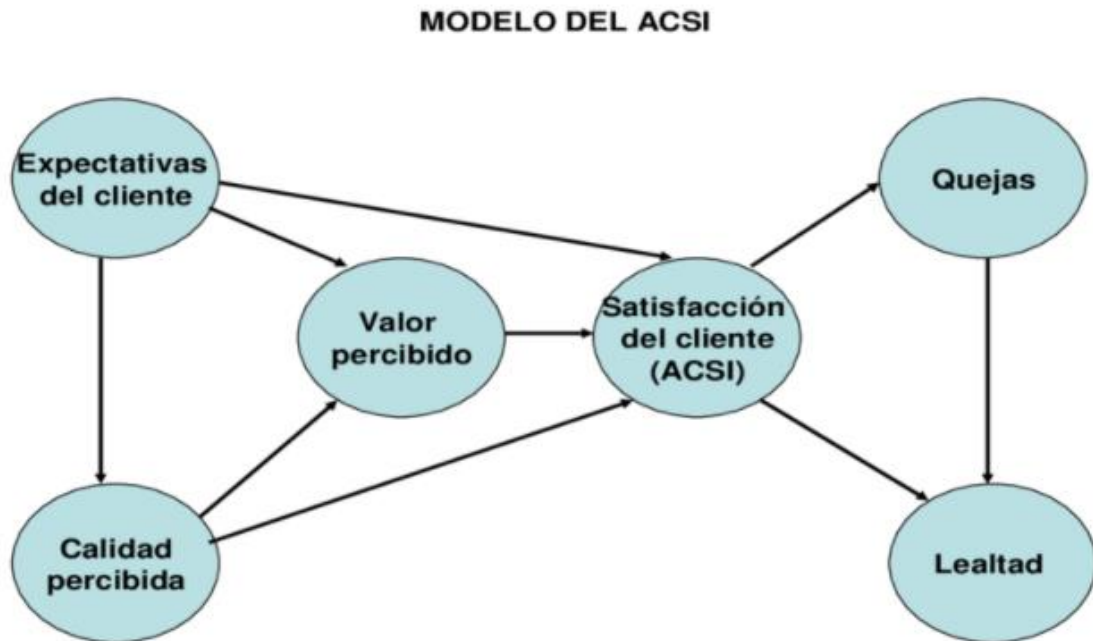 MODELO DEL ACSI
Expectativas
del cliente
Quejas
Valor
percibido
Satisfacción
del cliente
(ACSI)
Calidad
percibida
Lealtad